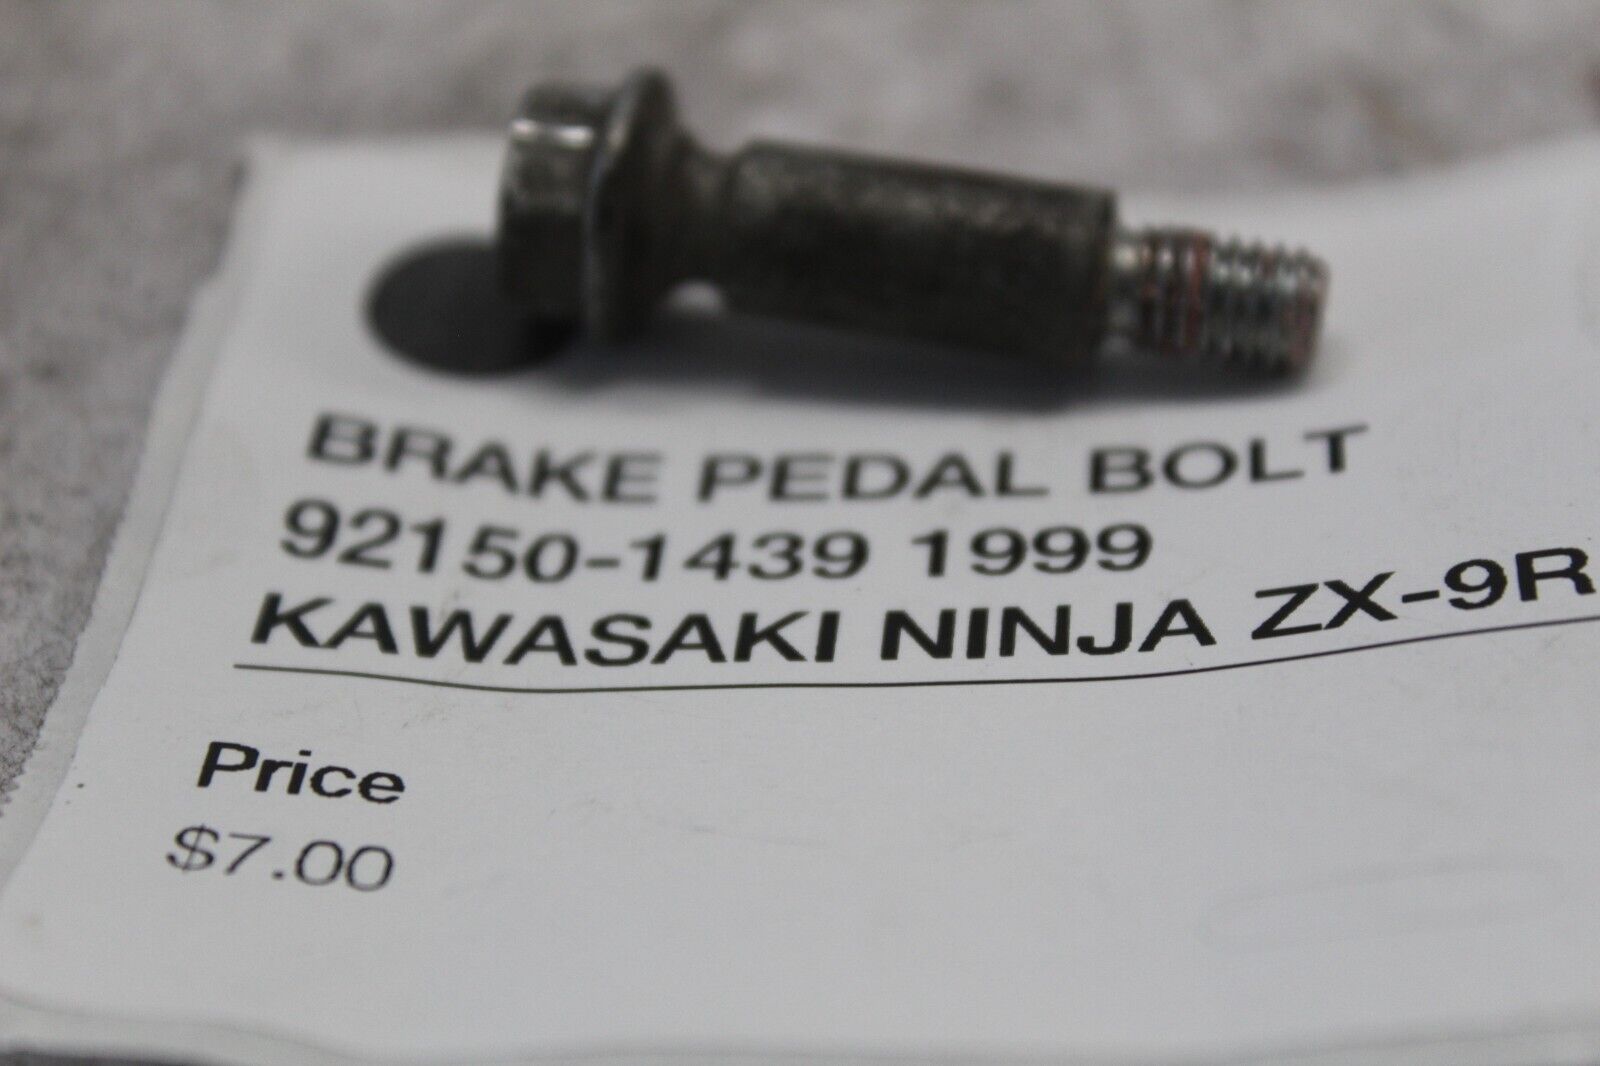 BRAKE PEDAL BOLT
92150-1439 1999
KAWASAKI NINJA ZX-9R
Price
$7.00